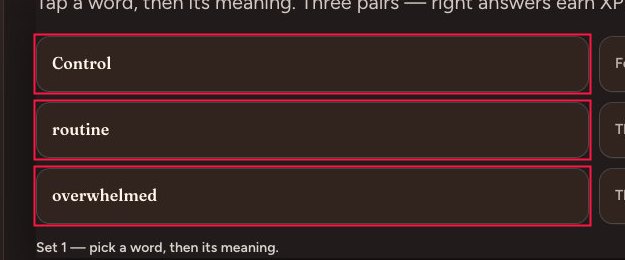 Tap a word, then its meaning. Three pairs — right answers earn XP
Control
routine
overwhelmed
Set 1 — pick a word, then its meaning.